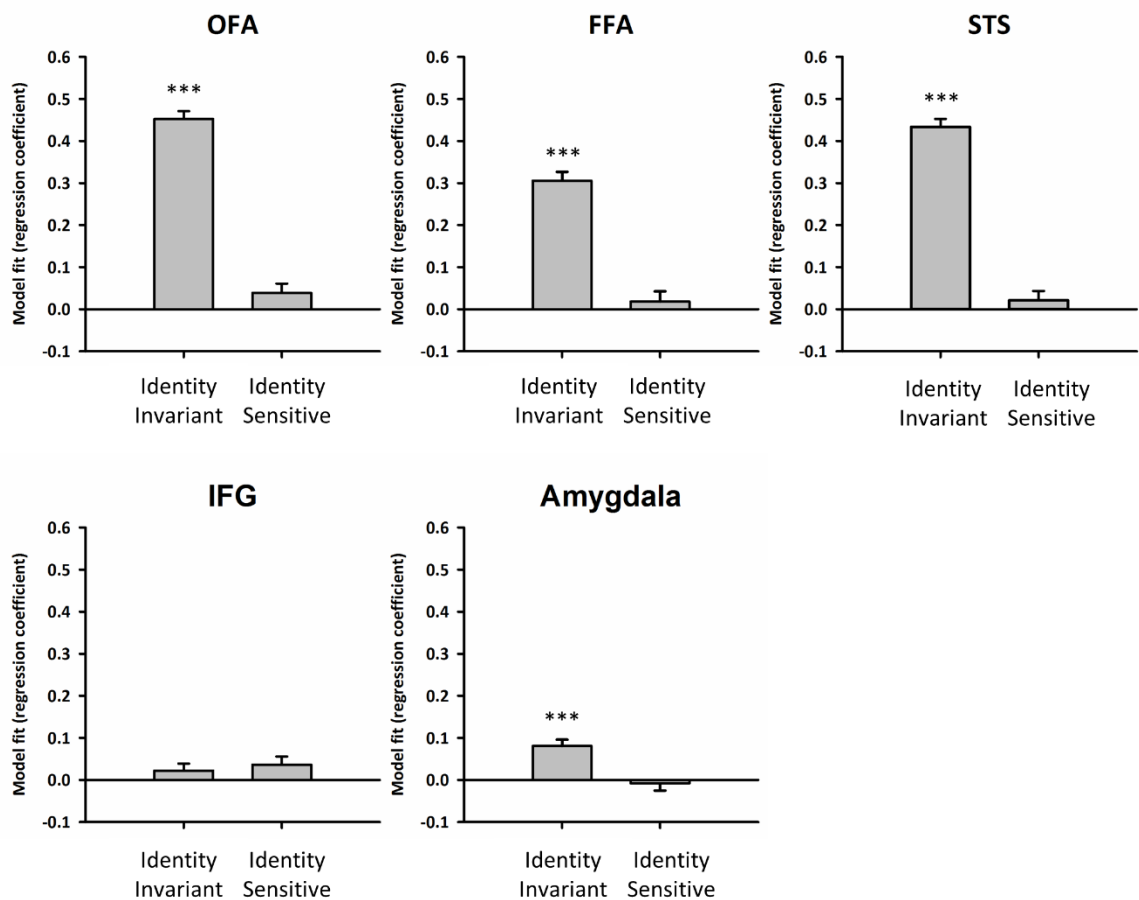 OFA
Model fit (regression coefficient)
0.6
0.5
0.4
0.3
0.2
0.1
0.0
-0.1
***
Identity
Invariant
Identity
Sensitive
FFA
Model fit (regression coefficient)
0.6
0.5
0.4
0.3
0.2
0.1
0.0
-0.1
***
Identity
Invariant
Identity
Sensitive
STS
Model fit (regression coefficient)
0.6
0.5
0.4
0.3
0.2
0.1
0.0
-0.1
***
Identity
Invariant
Identity
Sensitive
IFG
Model fit (regression coefficient)
0.6
0.5
0.4
0.3
0.2
0.1
0.0
-0.1
Identity
Invariant
Identity
Sensitive
Amygdala
Model fit (regression coefficient)
0.6
0.5
0.4
0.3
0.2
0.1
0.0
-0.1
***
Identity
Invariant
Identity
Sensitive